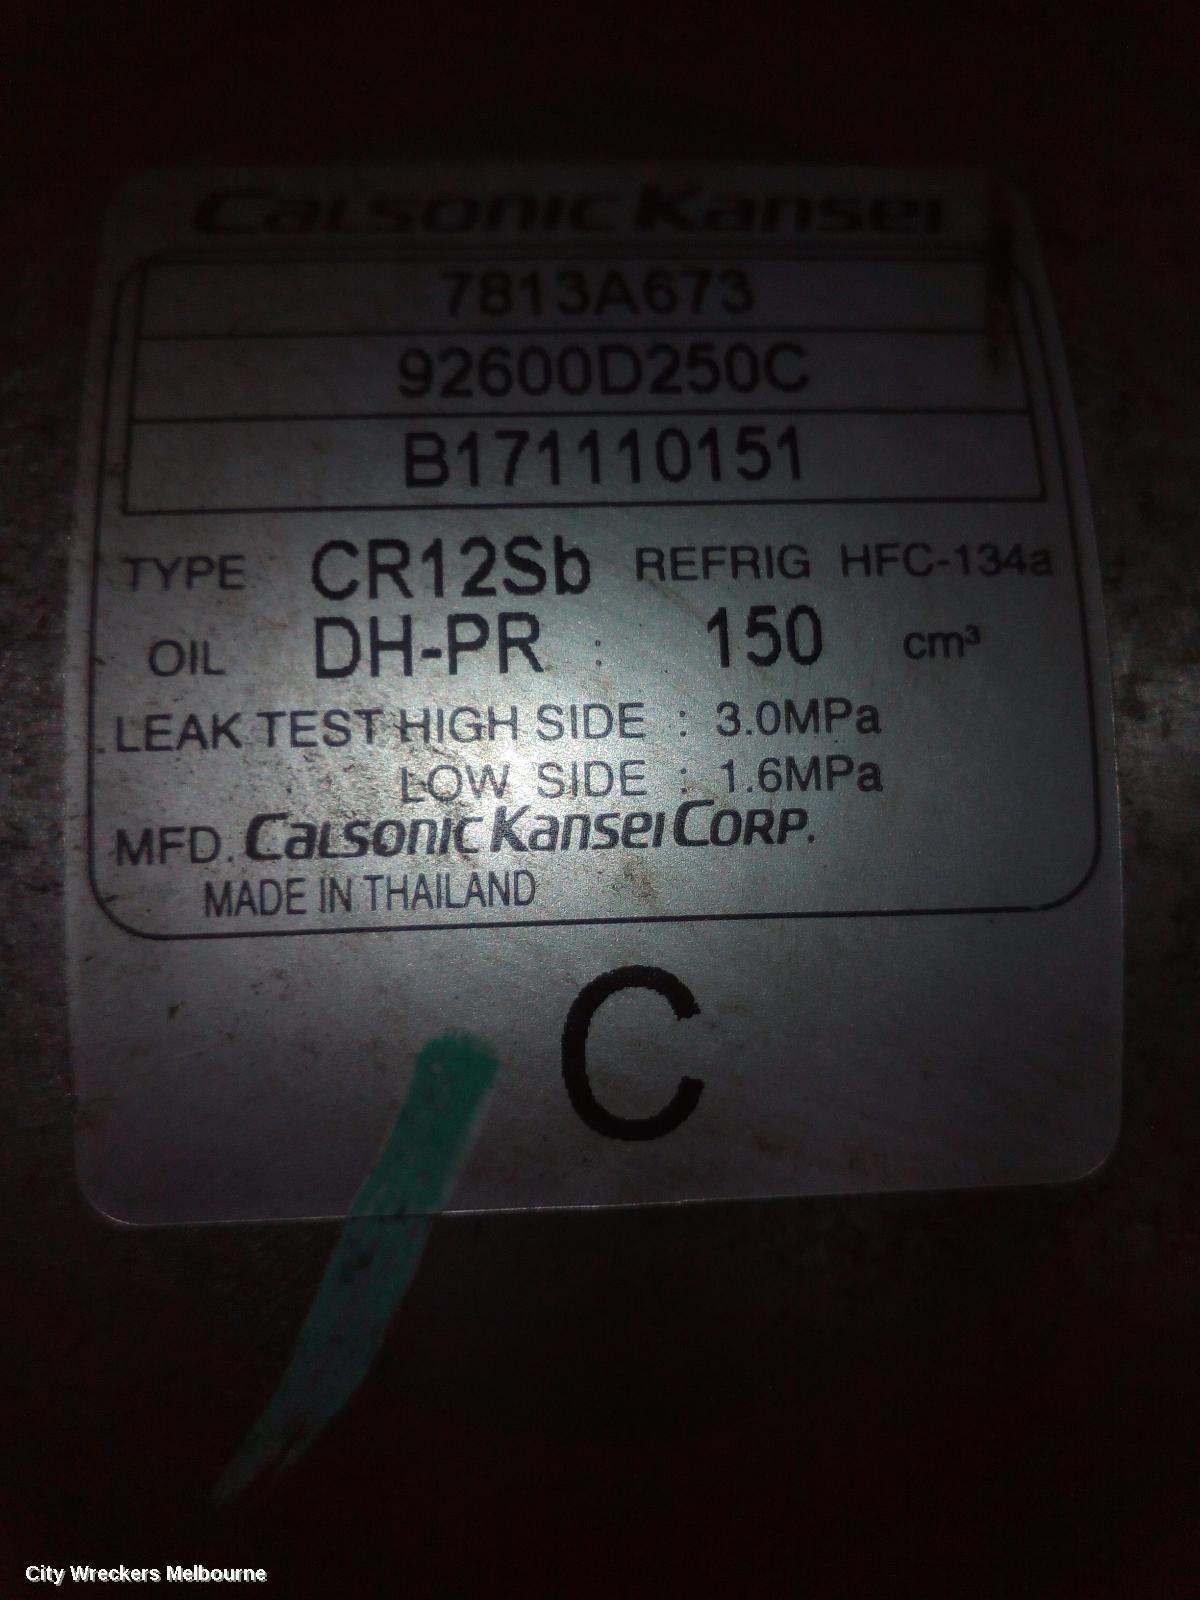 Calsonic Kansei
7813A673
92600D250C
B171110151
TYPE CR12Sb REFRIG HFC-134a
OIL DH-PR : 150 cm³
LEAK TEST HIGH SIDE : 3.0MPa
LOW SIDE : 1.6MPa
MFD. Calsonic Kansei CORP.
MADE IN THAILAND
C
City Wreckers Melbourne